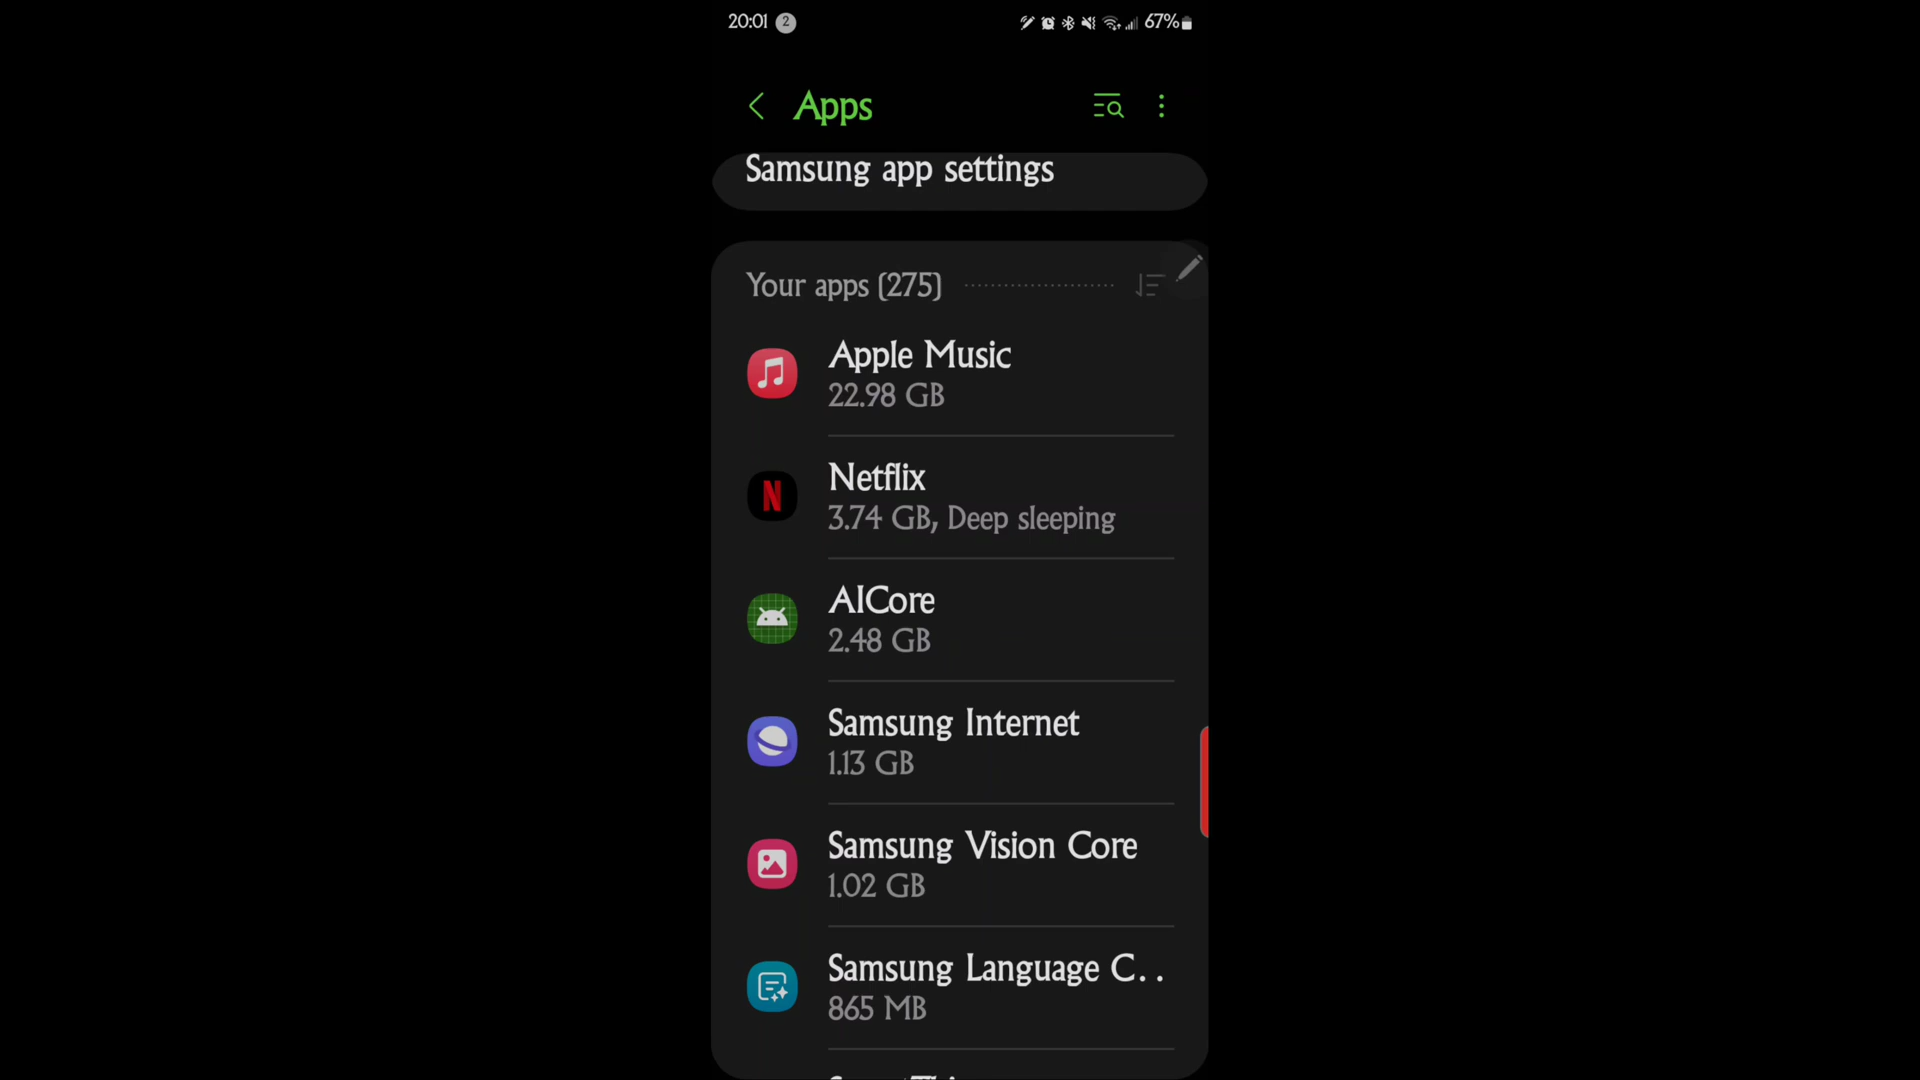 20:01 2 67%
Apps
Samsung app settings
Your apps (275)
Apple Music
22.98 GB
N
Netflix
3.74 GB, Deep sleeping
AICore
2.48 GB
Samsung Internet
1.13 GB
Samsung Vision Core
1.02 GB
Samsung Language C. .
865 MB